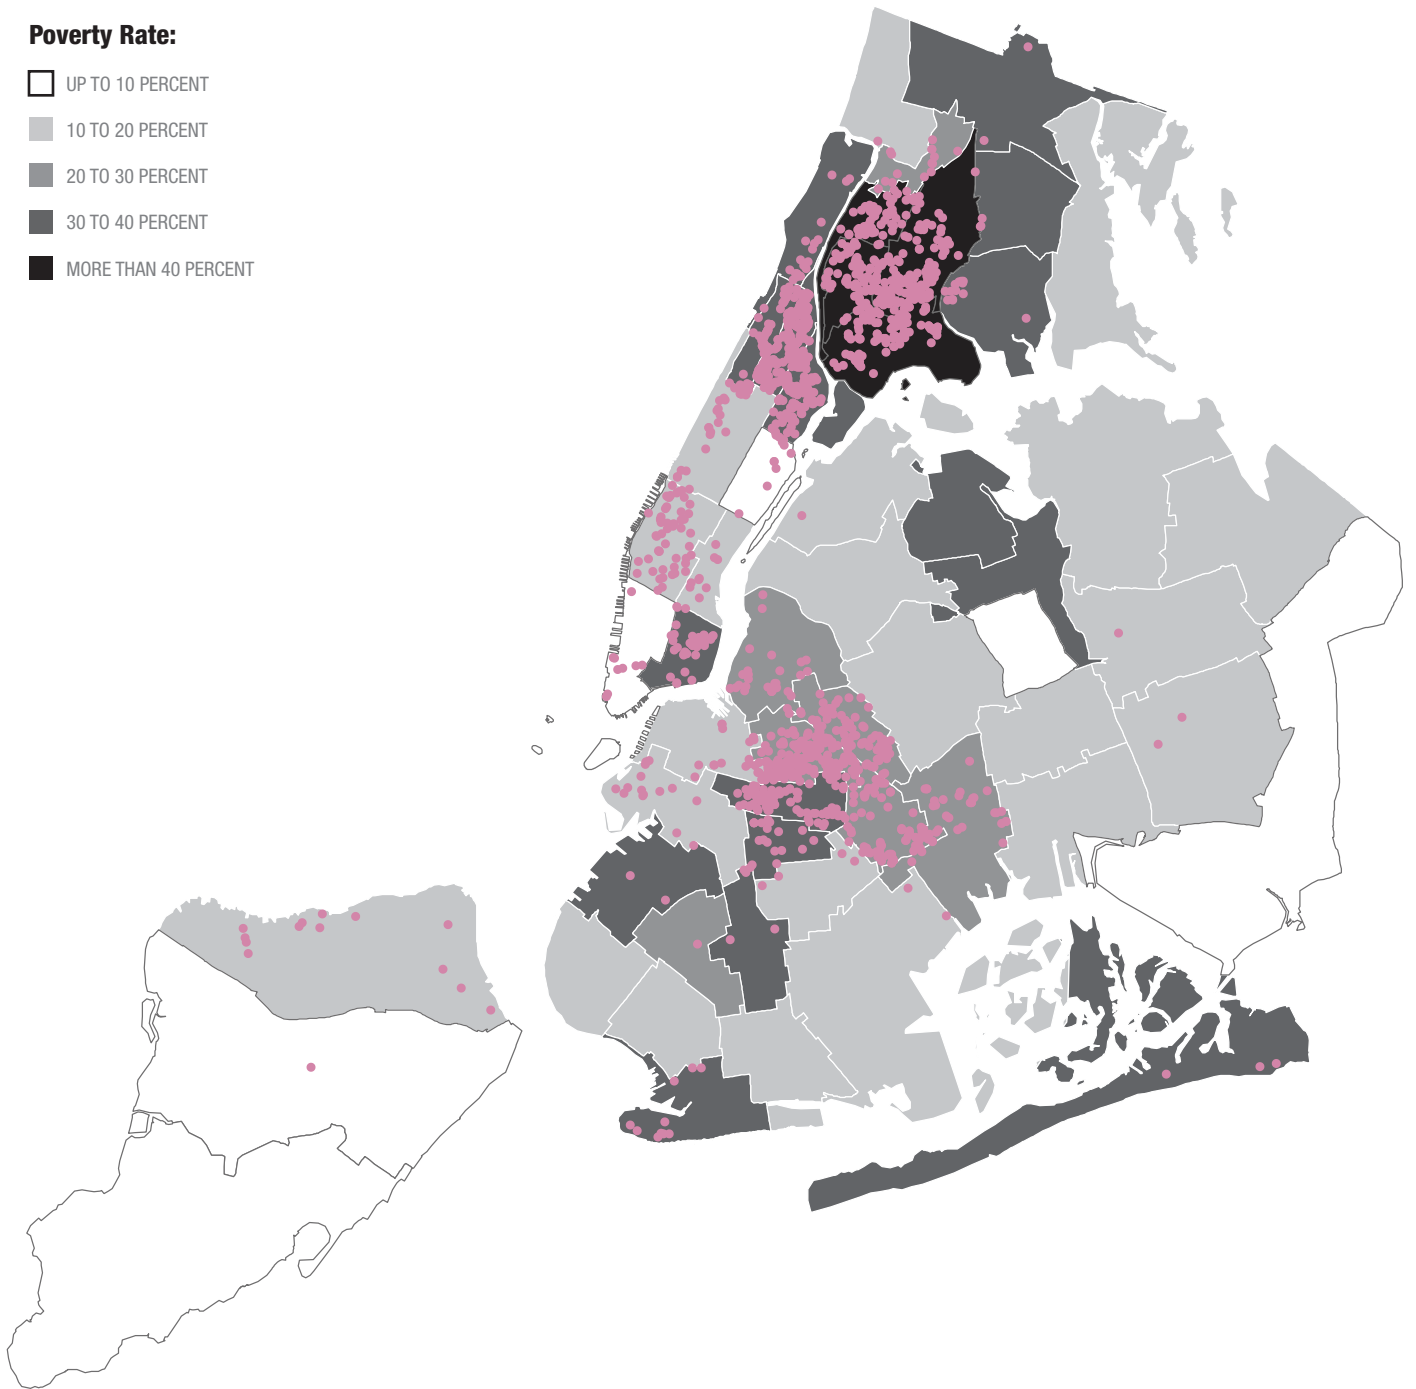 Poverty Rate:
UP TO 10 PERCENT
10 TO 20 PERCENT
20 TO 30 PERCENT
30 TO 40 PERCENT
MORE THAN 40 PERCENT